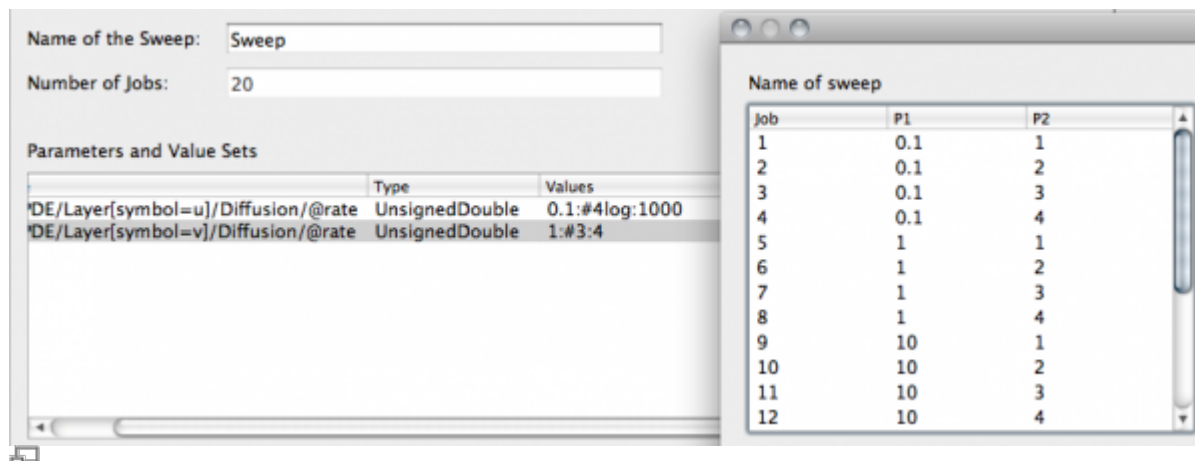 Name of the Sweep: Sweep
Number of Jobs: 20
Parameters and Value Sets
Type Values
DE/Layer[symbol=u]/Diffusion/@rate UnsignedDouble 0.1:#4log:1000
DE/Layer[symbol=v]/Diffusion/@rate UnsignedDouble 1:#3:4
Name of sweep
Job P1 P2
1 0.1 1
2 0.1 2
3 0.1 3
4 0.1 4
5 1 1
6 1 2
7 1 3
8 1 4
9 10 1
10 10 2
11 10 3
12 10 4